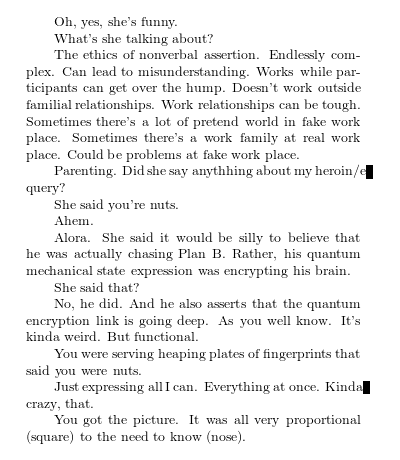 Oh, yes, she's funny.
What's she talking about?
The ethics of nonverbal assertion. Endlessly com-
plex. Can lead to misunderstanding. Works while par-
ticipants can get over the hump. Doesn't work outside
familial relationships. Work relationships can be tough.
Sometimes there's a lot of pretend world in fake work
place. Sometimes there's a work family at real work
place. Could be problems at fake work place.
Parenting. Did she say anythhing about my heroin/e
query?
She said you're nuts.
Ahem.
Alora. She said it would be silly to believe that
he was actually chasing Plan B. Rather, his quantum
mechanical state expression was encrypting his brain.
She said that?
No, he did. And he also asserts that the quantum
encryption link is going deep. As you well know. It's
kinda weird. But functional.
You were serving heaping plates of fingerprints that
said you were nuts.
Just expressing all I can. Everything at once. Kinda
crazy, that.
You got the picture. It was all very proportional
(square) to the need to know (nose).